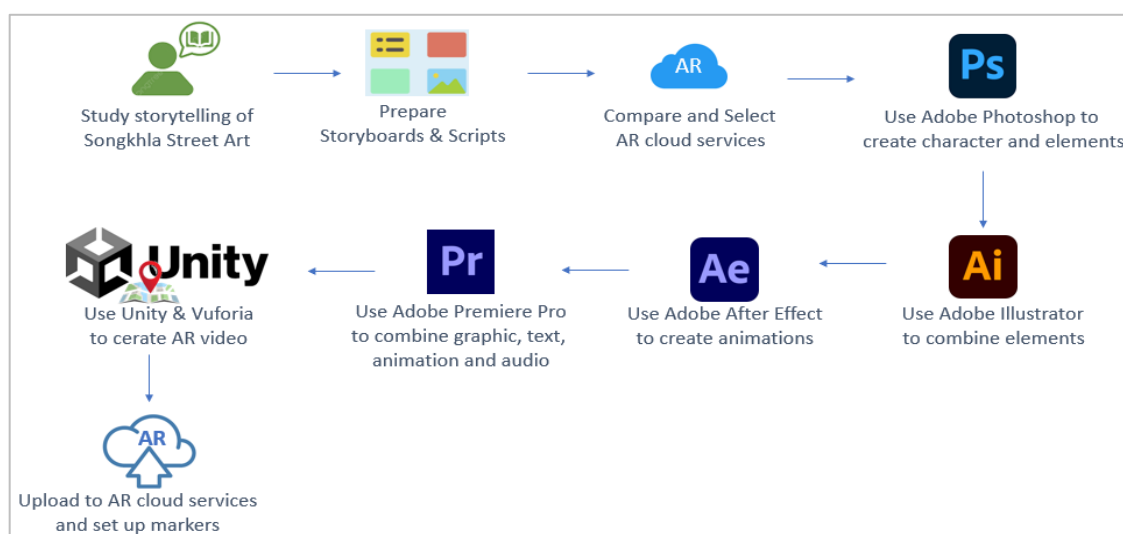 AR
Ps
Study storytelling of
Songkhla Street Art
Prepare
Storyboards & Scripts
Compare and Select
AR cloud services
Use Adobe Photoshop to
create character and elements
Unity
Pr
Ae
Ai
Use Unity & Vuforia
to cerate AR video
Use Adobe Premiere Pro
to combine graphic, text,
animation and audio
Use Adobe After Effect
to create animations
Use Adobe Illustrator
to combine elements
AR
Upload to AR cloud services
and set up markers